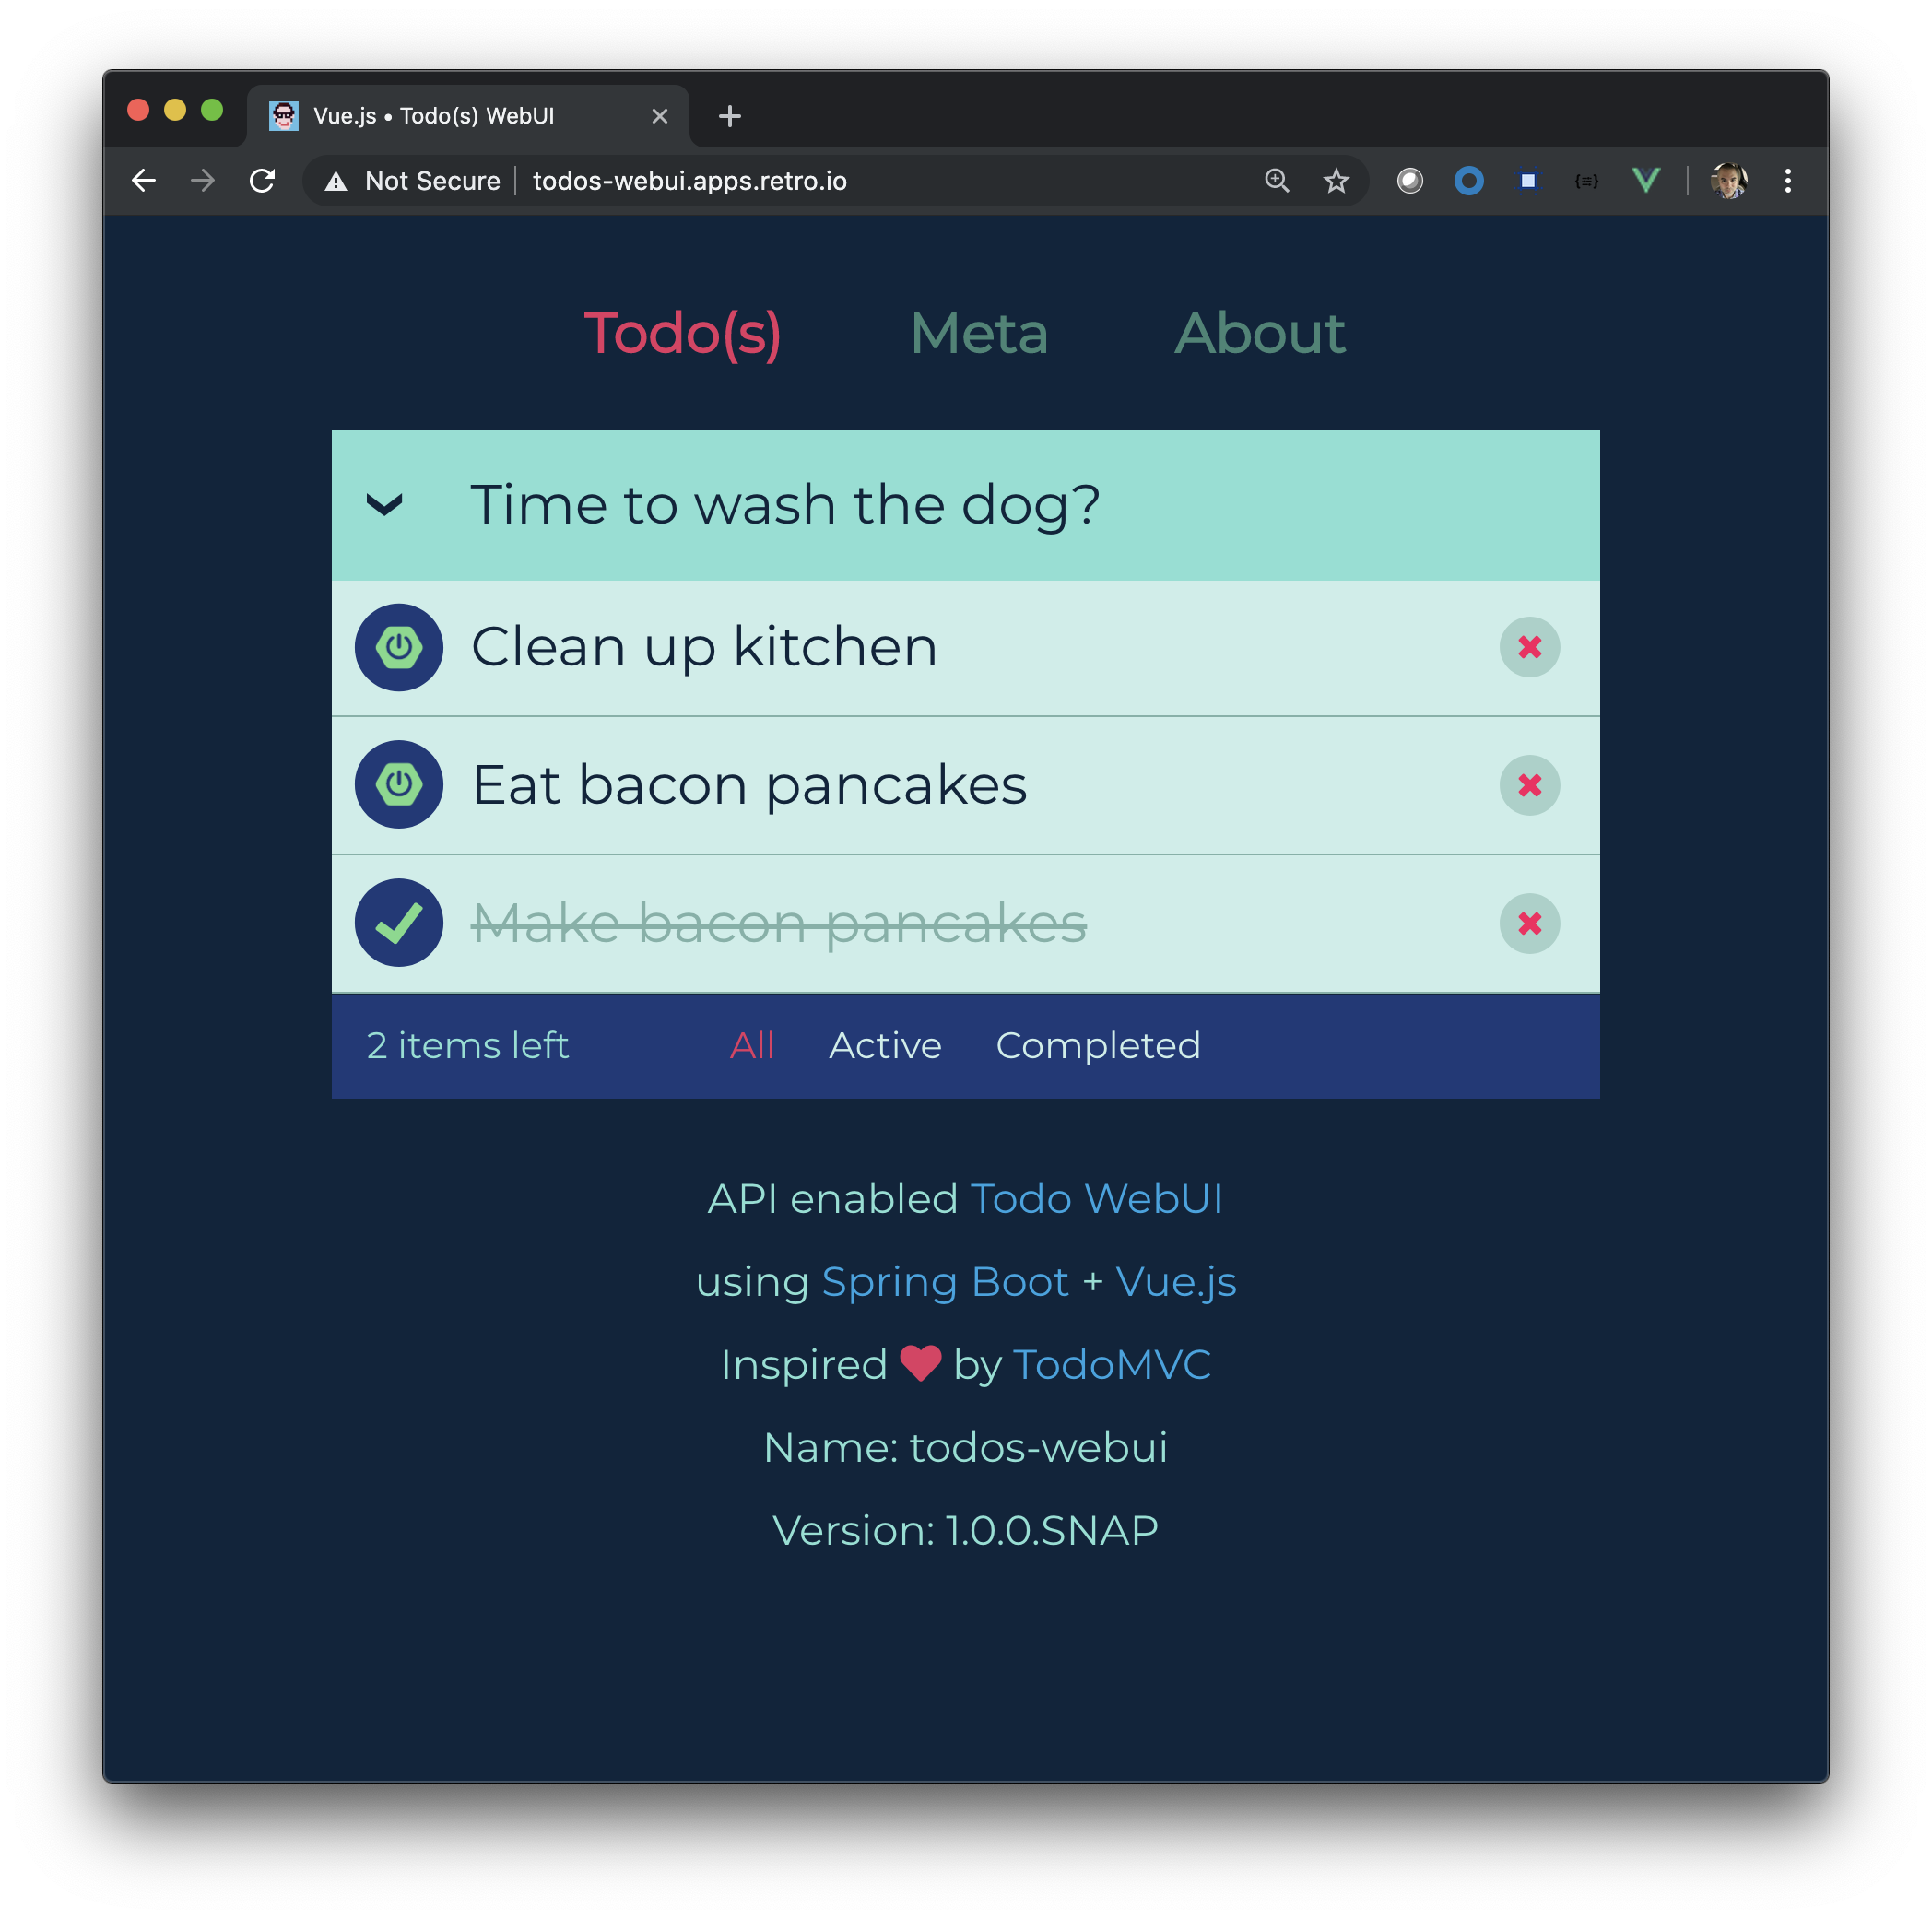 Vue.js • Todo(s) WebUI
Not Secure todos-webui.apps.retro.io
Todo(s) Meta About
Time to wash the dog?
Clean up kitchen
Eat bacon pancakes
Make bacon pancakes
2 items left All Active Completed
API enabled Todo WebUI
using Spring Boot + Vue.js
Inspired ❤ by TodoMVC
Name: todos-webui
Version: 1.0.0.SNAP